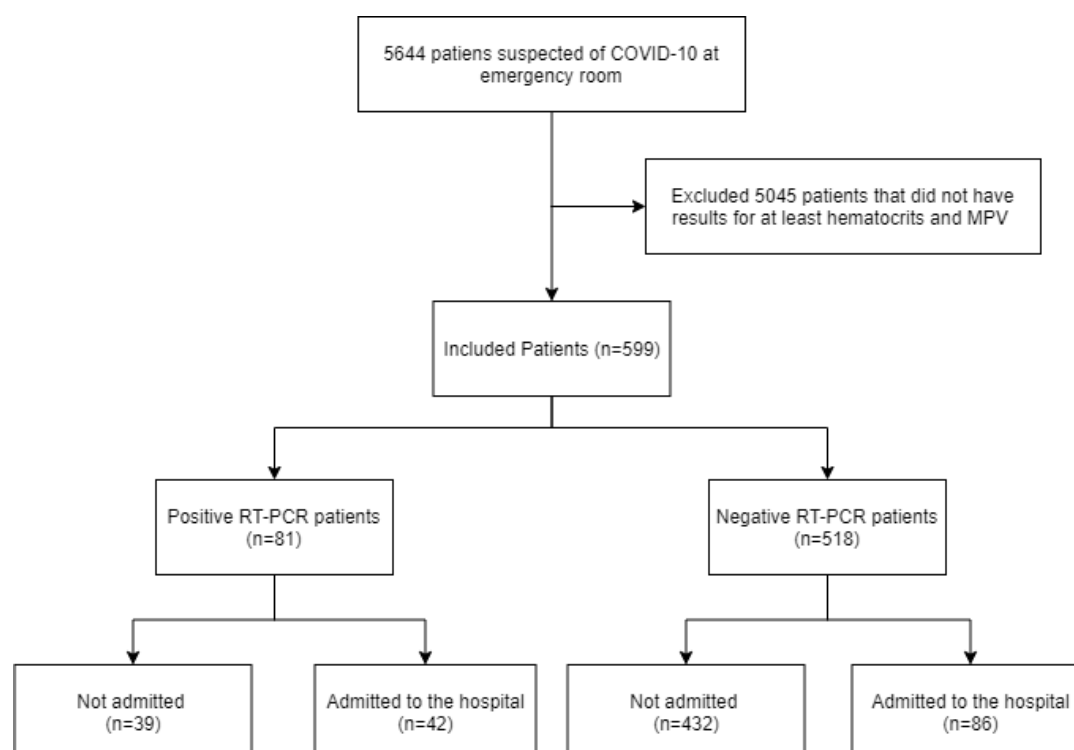 5644 patiens suspected of COVID-10 at
emergency room
Excluded 5045 patients that did not have
results for at least hematocrits and MPV
Included Patients (n=599)
Positive RT-PCR patients
(n=81)
Negative RT-PCR patients
(n=518)
Not admitted
(n=39)
Admitted to the hospital
(n=42)
Not admitted
(n=432)
Admitted to the hospital
(n=86)